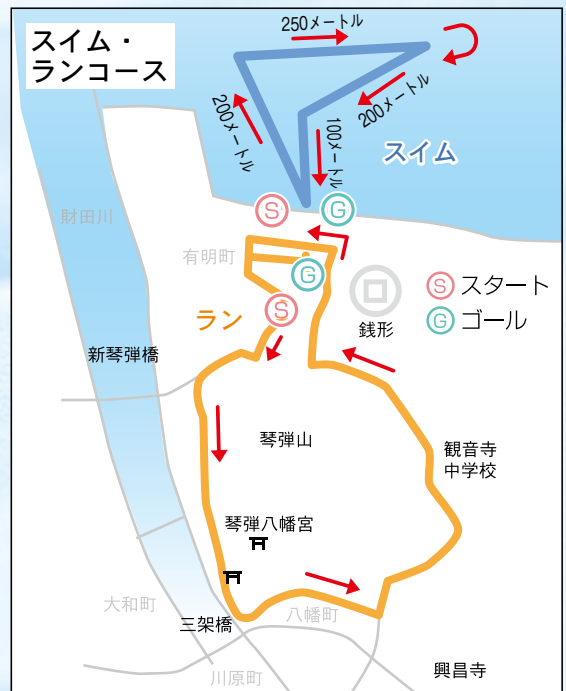 スイム・
ランコース
250メートル
200メートル
200メートル
100メートル
スイム
財田川
S
G
有明町
G
S
S スタート
G ゴール
ラン
銭形
新琴弾橋
琴弾山
観音寺
中学校
琴弾八幡宮
大和町
三架橋
八幡町
川原町
興昌寺